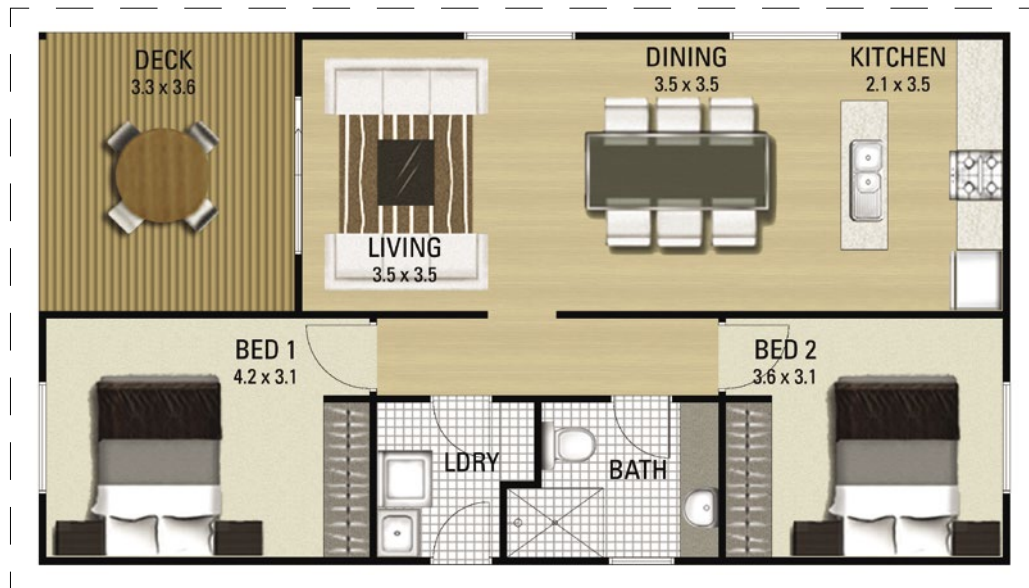 DECK
3.3 x 3.6
DINING
3.5 x 3.5
KITCHEN
2.1 x 3.5
LIVING
3.5 x 3.5
BED 1
4.2 x 3.1
BED 2
3.6 x 3.1
LDRY
BATH